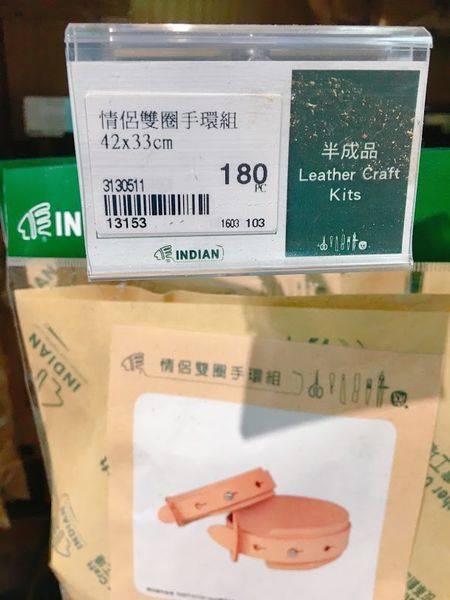 情侶雙圈手環組
42x33cm
180
PC
3130511
13153
1603 103
INDIAN
半成品
Leather Craft
Kits
IN
情侶雙圈手環組
INDIAN
INDIAN